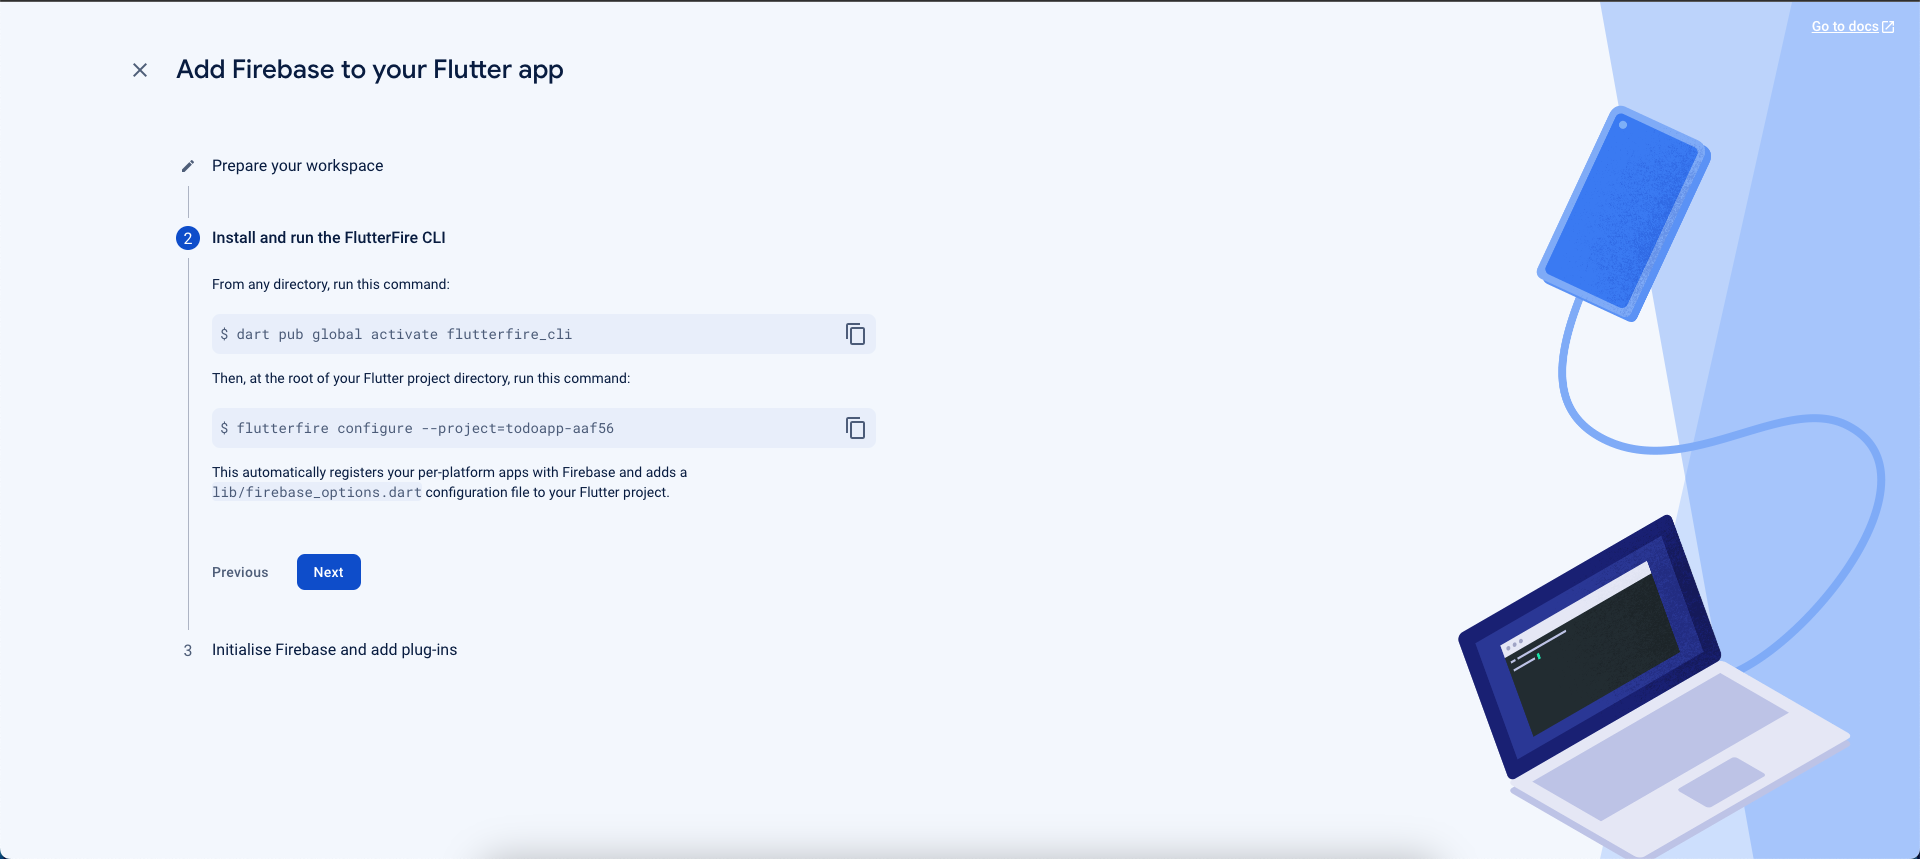 Go to docs
Add Firebase to your Flutter app
Prepare your workspace
2 Install and run the FlutterFire CLI
From any directory, run this command:
$ dart pub global activate flutterfire_cli
Then, at the root of your Flutter project directory, run this command:
$ flutterfire configure --project=todoapp-aaf56
This automatically registers your per-platform apps with Firebase and adds a
lib/firebase_options.dart configuration file to your Flutter project.
Previous Next
3 Initialise Firebase and add plug-ins